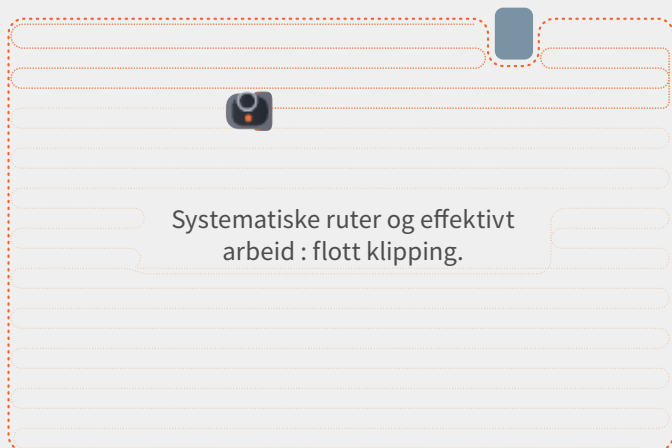 Systematiske ruter og effektivt
arbeid : flott klipping.